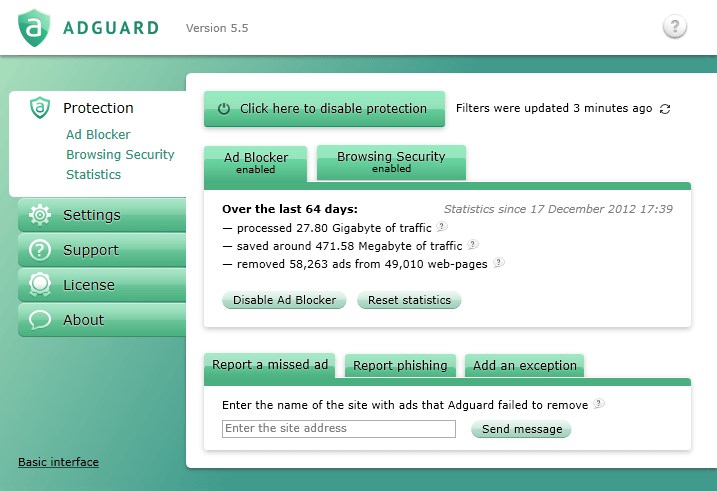 ADGUARD
Version 5.5
?
Protection
Ad Blocker
Browsing Security
Statistics
Settings
Support
License
About
Basic interface
Click here to disable protection
Filters were updated 3 minutes ago
Ad Blocker
enabled
Browsing Security
enabled
Over the last 64 days:
Statistics since 17 December 2012 17:39
— processed 27.80 Gigabyte of traffic ?
— saved around 471.58 Megabyte of traffic ?
— removed 58,263 ads from 49,010 web-pages ?
Disable Ad Blocker
Reset statistics
Report a missed ad
Report phishing
Add an exception
Enter the name of the site with ads that Adguard failed to remove ?
Enter the site address
Send message